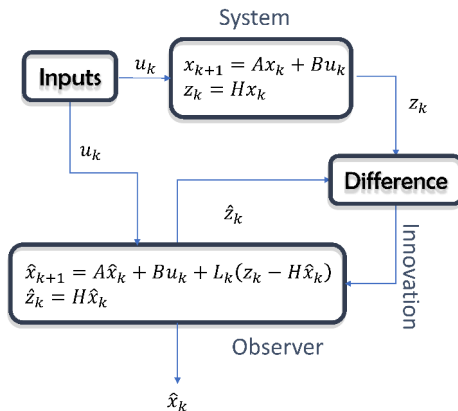 System
Inputs
u_k
x_{k+1} = Ax_k + Bu_k
z_k = Hx_k
z_k
u_k
Difference
ẑ_k
Innovation
x̂_{k+1} = Ax̂_k + Bu_k + L_k(z_k − Hx̂_k)
ẑ_k = Hx̂_k
Observer
x̂_k